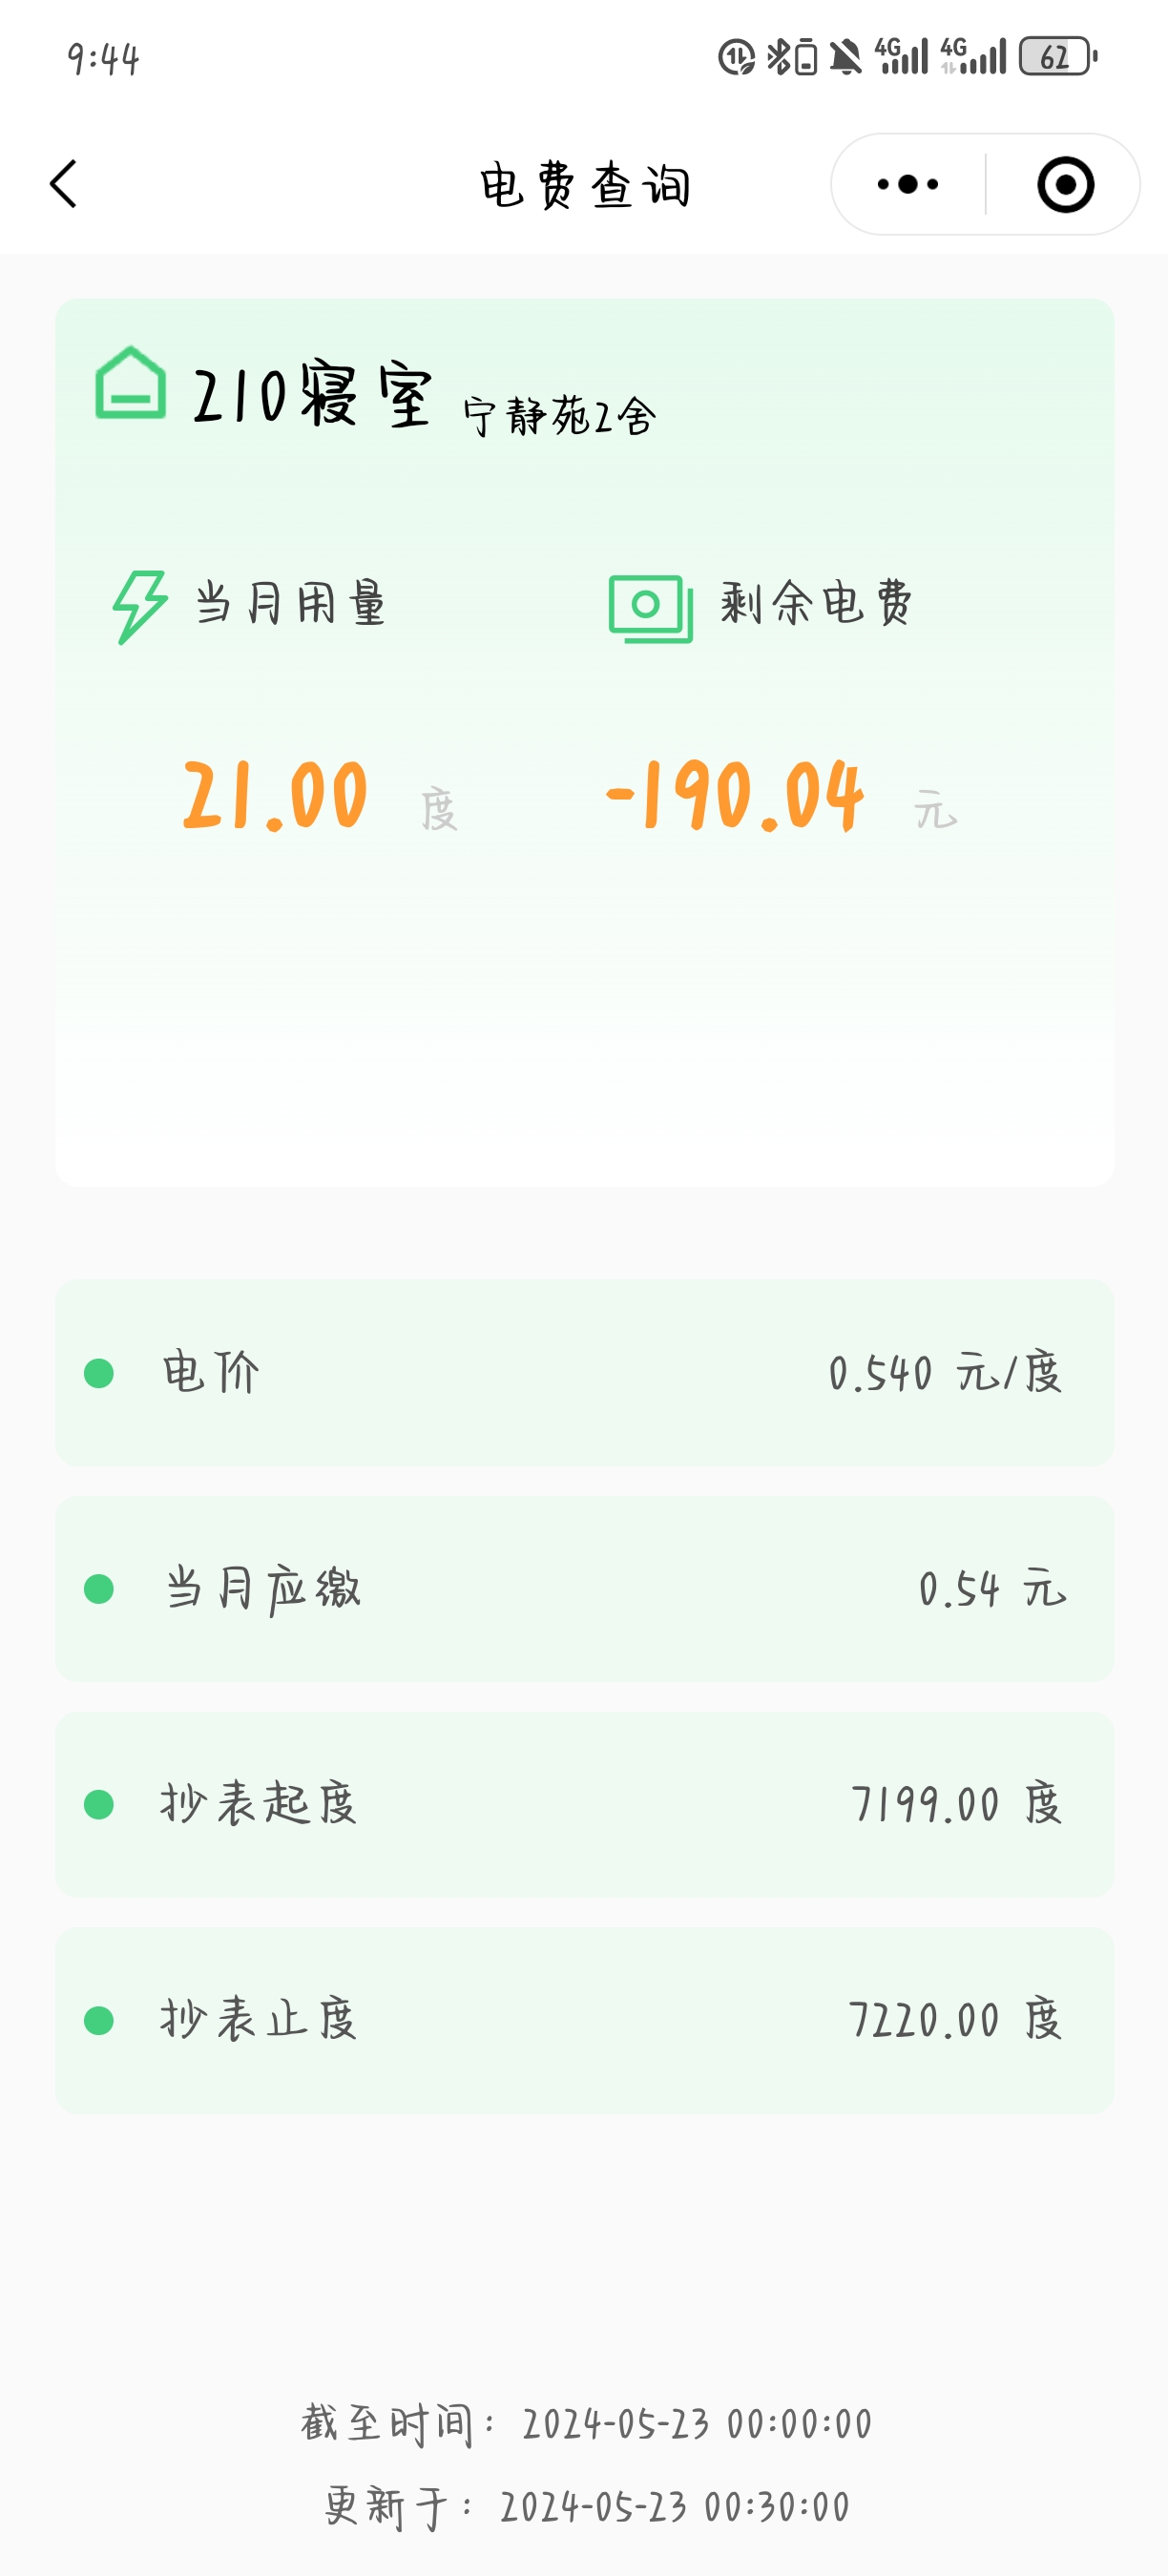 9:44
4G 4G 62
电费查询
210寝室 宁静苑2舍
当月用量 剩余电费
21.00 度 -190.04 元
电价 0.540 元/度
当月应缴 0.54 元
抄表起度 7199.00 度
抄表止度 7220.00 度
截至时间：2024-05-23 00:00:00
更新于：2024-05-23 00:30:00